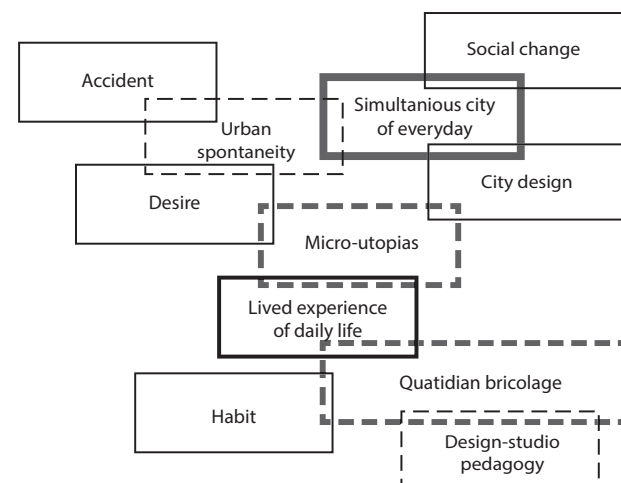 Social change
Accident
Simultanious city
of everyday
Urban
spontaneity
City design
Desire
Micro-utopias
Lived experience
of daily life
Quatidian bricolage
Habit
Design-studio
pedagogy